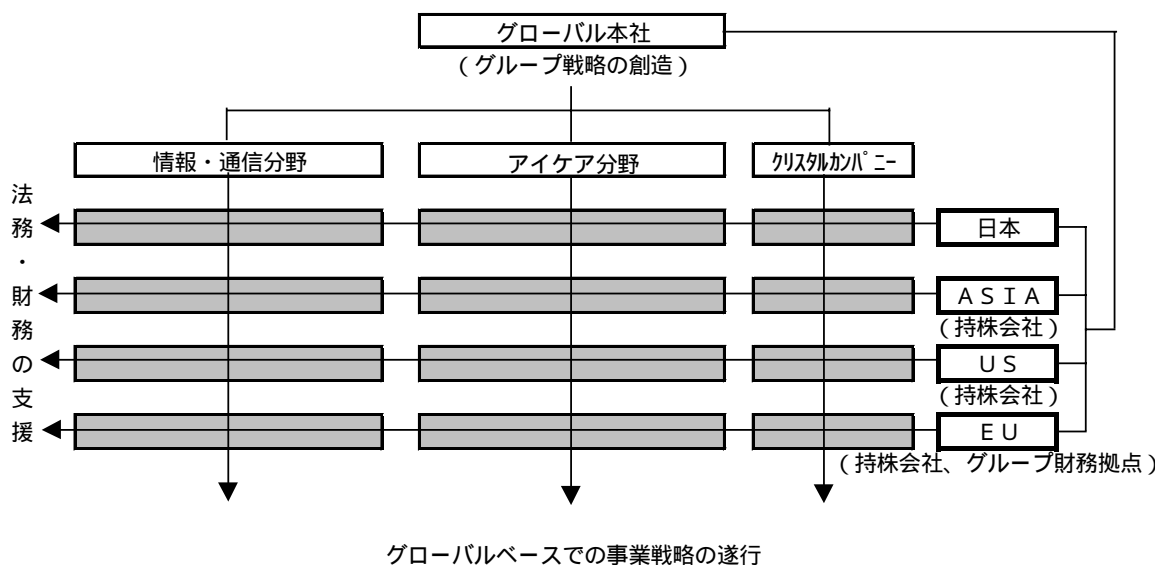 グローバル本社
(グループ戦略の創造)
情報・通信分野
アイケア分野
クリスタルカンパニー
法務・財務の支援
日本
ASIA
(持株会社)
US
(持株会社)
EU
(持株会社、グループ財務拠点)
グローバルベースでの事業戦略の遂行